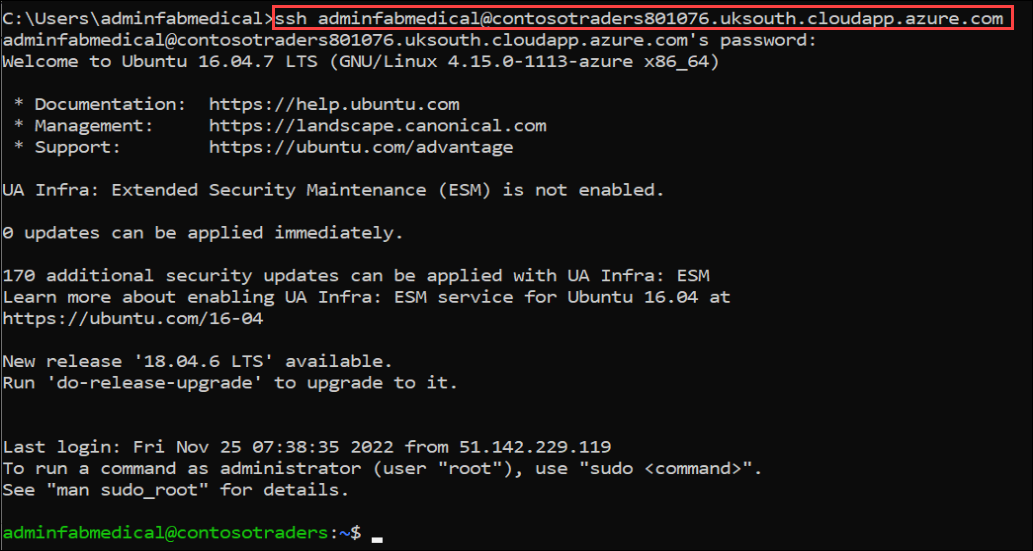 C:\Users\adminfabmedical>ssh adminfabmedical@contosotraders801076.uksouth.cloudapp.azure.com
adminfabmedical@contosotraders801076.uksouth.cloudapp.azure.com's password:
Welcome to Ubuntu 16.04.7 LTS (GNU/Linux 4.15.0-1113-azure x86_64)
* Documentation:  https://help.ubuntu.com
* Management:     https://landscape.canonical.com
* Support:        https://ubuntu.com/advantage
UA Infra: Extended Security Maintenance (ESM) is not enabled.
0 updates can be applied immediately.
170 additional security updates can be applied with UA Infra: ESM
Learn more about enabling UA Infra: ESM service for Ubuntu 16.04 at
https://ubuntu.com/16-04
New release '18.04.6 LTS' available.
Run 'do-release-upgrade' to upgrade to it.
Last login: Fri Nov 25 07:38:35 2022 from 51.142.229.119
To run a command as administrator (user "root"), use "sudo <command>".
See "man sudo_root" for details.
adminfabmedical@contosotraders:~$